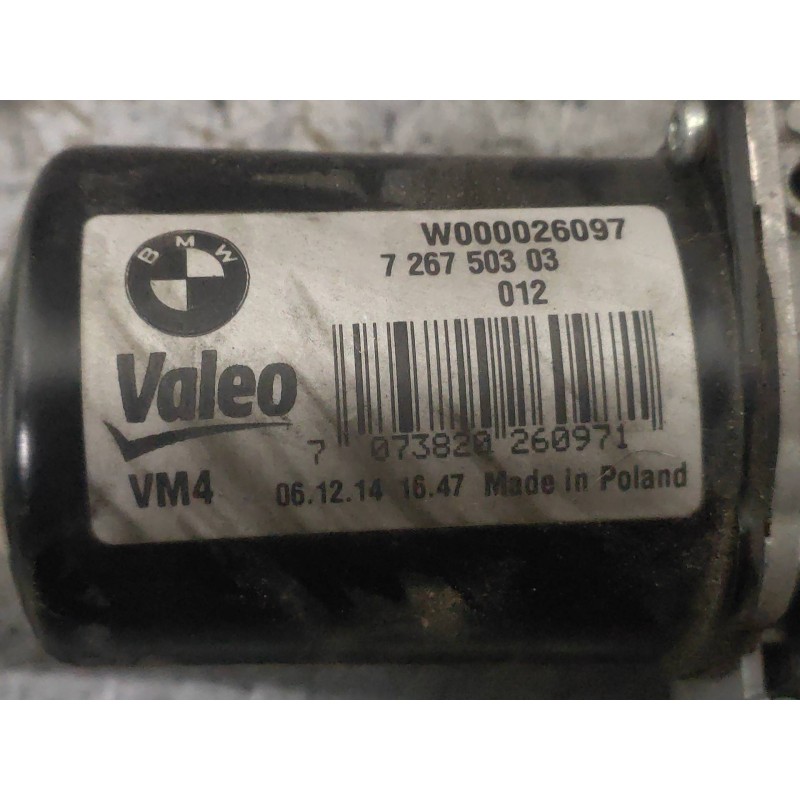 BMW
W000026097
7 267 503 03
012
Valeo
7 073820 260971
VM4 06.12.14 16.47 Made in Poland